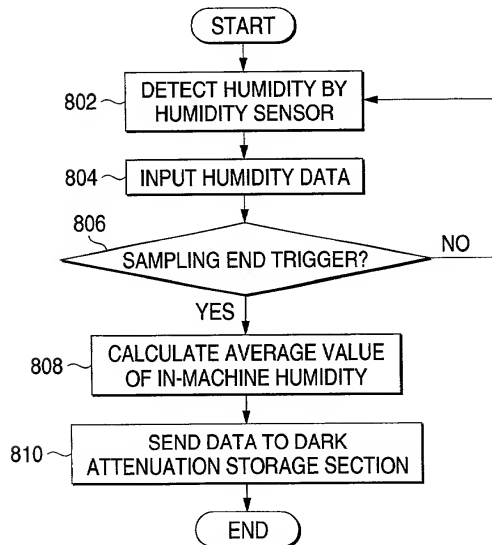 START
802
DETECT HUMIDITY BY
HUMIDITY SENSOR
804
INPUT HUMIDITY DATA
806
SAMPLING END TRIGGER?
NO
YES
808
CALCULATE AVERAGE VALUE
OF IN-MACHINE HUMIDITY
810
SEND DATA TO DARK
ATTENUATION STORAGE SECTION
END